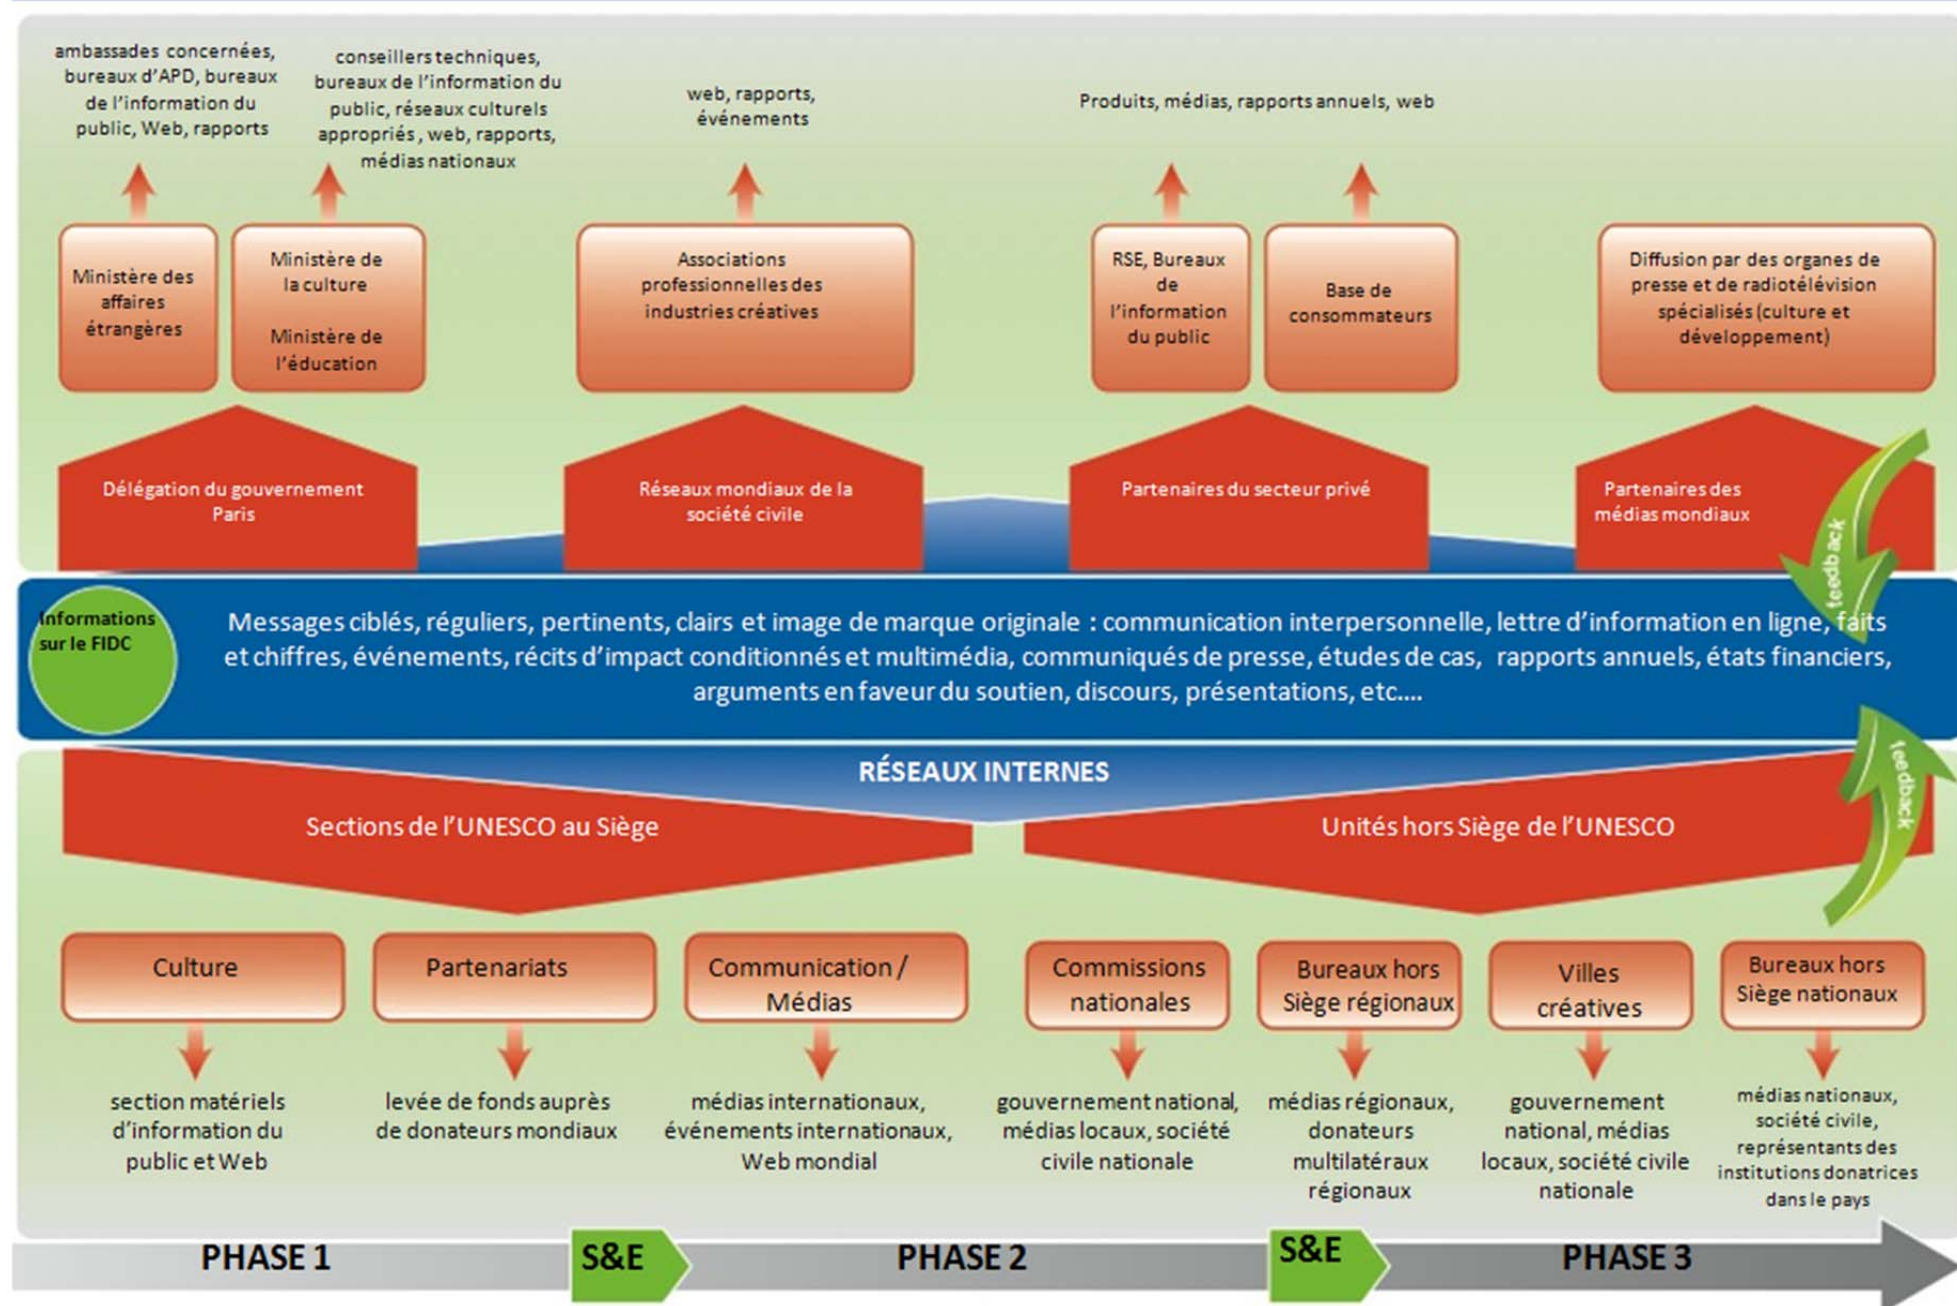 ambassades concernées,
bureaux d'APD, bureaux
de l'information du
public, Web, rapports
conseillers techniques,
bureaux de l'information du
public, réseaux culturels
appropriés, web, rapports,
médias nationaux
web, rapports,
événements
Produits, médias, rapports annuels, web
Ministère des
affaires
étrangères
Ministère de
la culture
Ministère de
l'éducation
Associations
professionnelles des
industries créatives
RSE, Bureaux
de
l'information
du public
Base de
consommateurs
Diffusion par des organes de
presse et de radiotélévision
spécialisés (culture et
développement)
Délégation du gouvernement
Paris
Réseaux mondiaux de la
société civile
Partenaires du secteur privé
Partenaires des
médias mondiaux
feedback
Informations
sur le FIDC
Messages ciblés, réguliers, pertinents, clairs et image de marque originale : communication interpersonnelle, lettre d'information en ligne, faits
et chiffres, événements, récits d'impact conditionnés et multimédia, communiqués de presse, études de cas, rapports annuels, états financiers,
arguments en faveur du soutien, discours, présentations, etc....
RÉSEAUX INTERNES
feedback
Sections de l'UNESCO au Siège
Unités hors Siège de l'UNESCO
Culture
Partenariats
Communication /
Médias
Commissions
nationales
Bureaux hors
Siège régionaux
Villes
créatives
Bureaux hors
Siège nationaux
section matériels
d'information du
public et Web
levée de fonds auprès
de donateurs mondiaux
médias internationaux,
événements internationaux,
Web mondial
gouvernement national,
médias locaux, société
civile nationale
médias régionaux,
donateurs
multilatéraux
régionaux
gouvernement
national, médias
locaux, société civile
nationale
médias nationaux,
société civile,
représentants des
institutions donatrices
dans le pays
PHASE 1
S&E
PHASE 2
S&E
PHASE 3